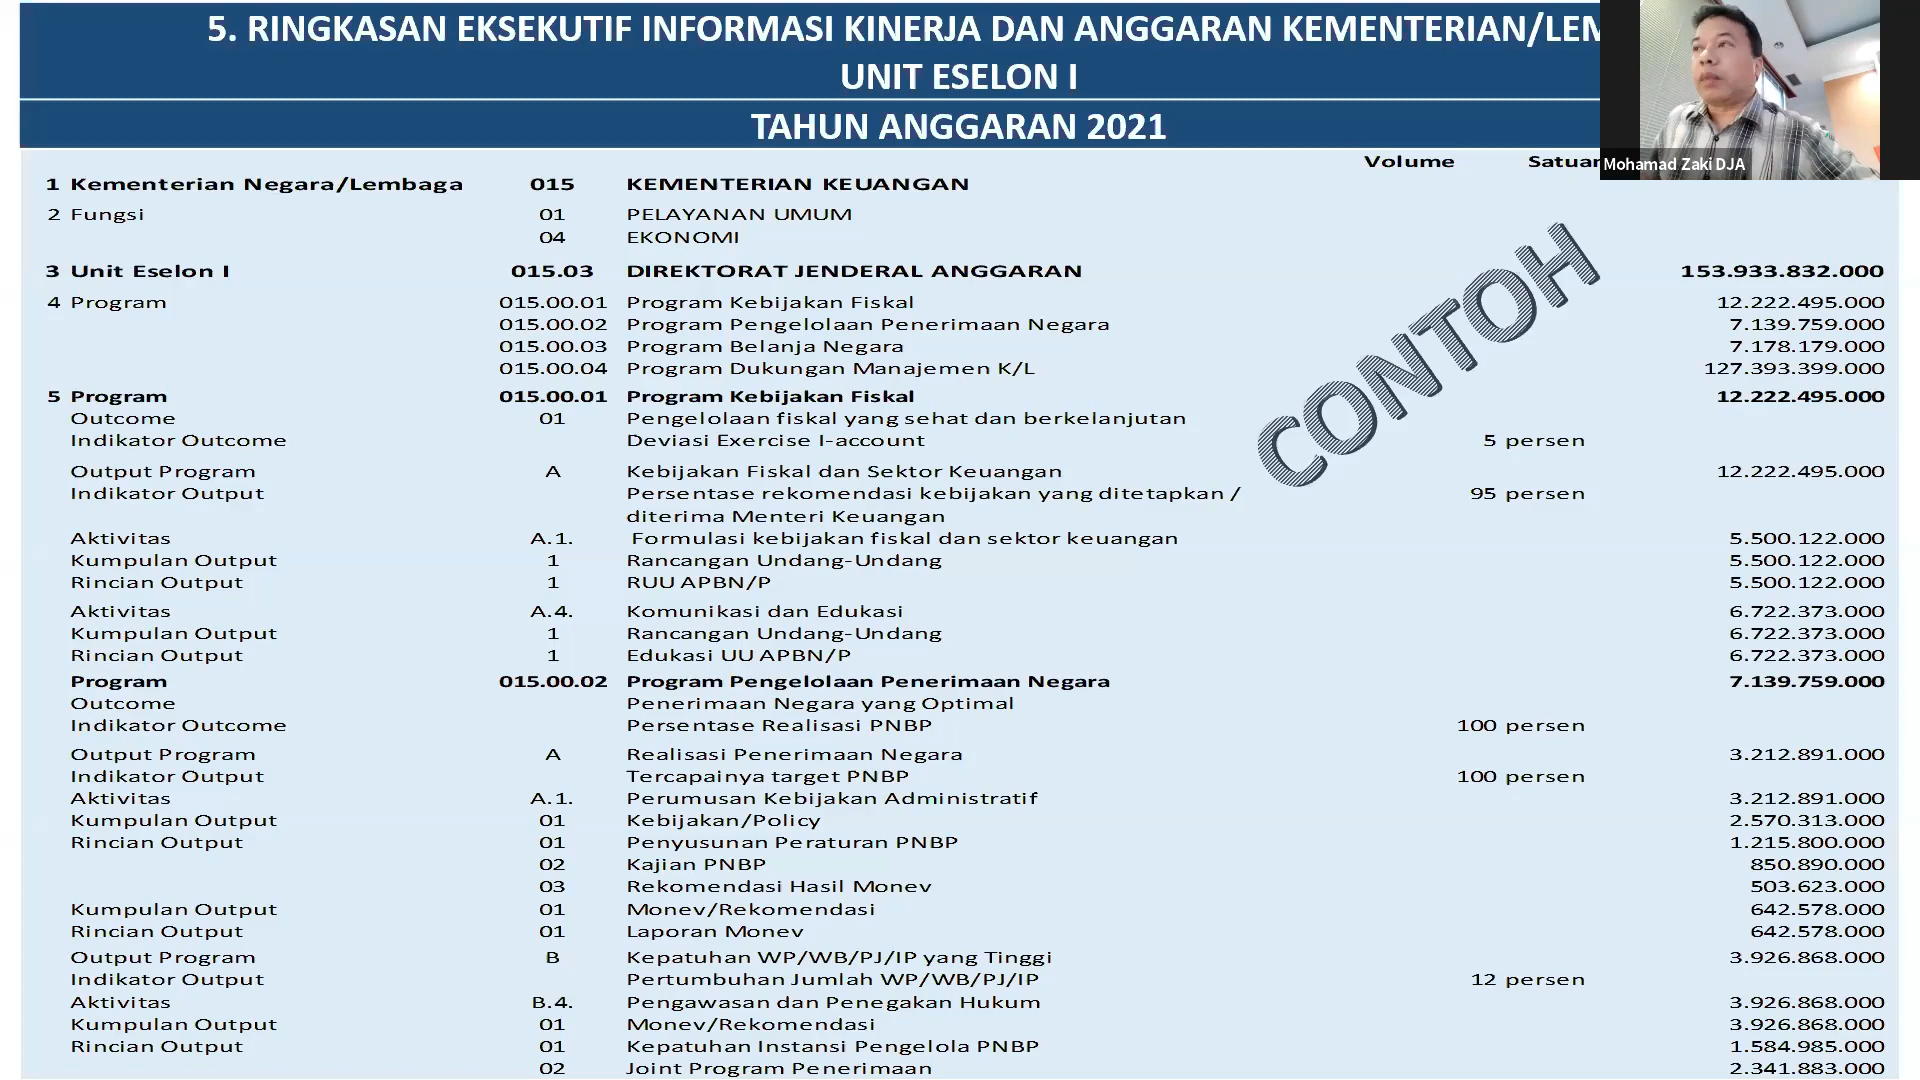 5. RINGKASAN EKSEKUTIF INFORMASI KINERJA DAN ANGGARAN KEMENTERIAN/LEM
UNIT ESELON I
TAHUN ANGGARAN 2021
Mohamad Zaki DJA
Volume Satuan
1 Kementerian Negara/Lembaga 015 KEMENTERIAN KEUANGAN
2 Fungsi 01 PELAYANAN UMUM
04 EKONOMI
3 Unit Eselon I 015.03 DIREKTORAT JENDERAL ANGGARAN 153.933.832.000
4 Program 015.00.01 Program Kebijakan Fiskal 12.222.495.000
015.00.02 Program Pengelolaan Penerimaan Negara 7.139.759.000
015.00.03 Program Belanja Negara 7.178.179.000
015.00.04 Program Dukungan Manajemen K/L 127.393.399.000
CONTOH
5 Program 015.00.01 Program Kebijakan Fiskal 12.222.495.000
Outcome 01 Pengelolaan fiskal yang sehat dan berkelanjutan
Indikator Outcome Deviasi Exercise I-account 5 persen
Output Program A Kebijakan Fiskal dan Sektor Keuangan 12.222.495.000
Indikator Output Persentase rekomendasi kebijakan yang ditetapkan / 95 persen
diterima Menteri Keuangan
Aktivitas A.1. Formulasi kebijakan fiskal dan sektor keuangan 5.500.122.000
Kumpulan Output 1 Rancangan Undang-Undang 5.500.122.000
Rincian Output 1 RUU APBN/P 5.500.122.000
Aktivitas A.4. Komunikasi dan Edukasi 6.722.373.000
Kumpulan Output 1 Rancangan Undang-Undang 6.722.373.000
Rincian Output 1 Edukasi UU APBN/P 6.722.373.000
Program 015.00.02 Program Pengelolaan Penerimaan Negara 7.139.759.000
Outcome Penerimaan Negara yang Optimal
Indikator Outcome Persentase Realisasi PNBP 100 persen
Output Program A Realisasi Penerimaan Negara 3.212.891.000
Indikator Output Tercapainya target PNBP 100 persen
Aktivitas A.1. Perumusan Kebijakan Administratif 3.212.891.000
Kumpulan Output 01 Kebijakan/Policy 2.570.313.000
Rincian Output 01 Penyusunan Peraturan PNBP 1.215.800.000
02 Kajian PNBP 850.890.000
03 Rekomendasi Hasil Monev 503.623.000
Kumpulan Output 01 Monev/Rekomendasi 642.578.000
Rincian Output 01 Laporan Monev 642.578.000
Output Program B Kepatuhan WP/WB/PJ/IP yang Tinggi 3.926.868.000
Indikator Output Pertumbuhan Jumlah WP/WB/PJ/IP 12 persen
Aktivitas B.4. Pengawasan dan Penegakan Hukum 3.926.868.000
Kumpulan Output 01 Monev/Rekomendasi 3.926.868.000
Rincian Output 01 Kepatuhan Instansi Pengelola PNBP 1.584.985.000
02 Joint Program Penerimaan 2.341.883.000